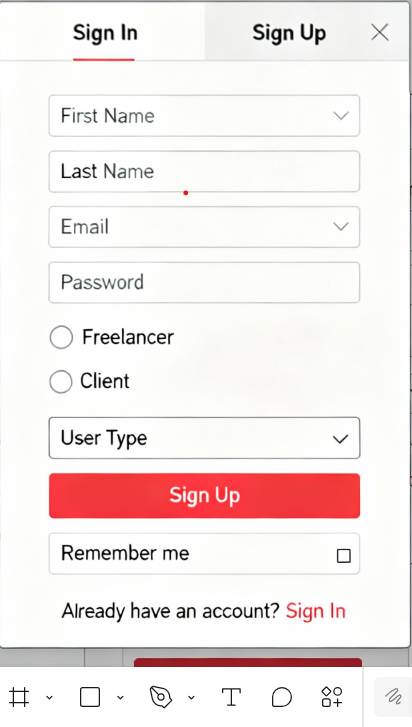 Sign In
Sign Up
First Name
Last Name
Email
Password
Freelancer
Client
User Type
Sign Up
Remember me
Already have an account? Sign In